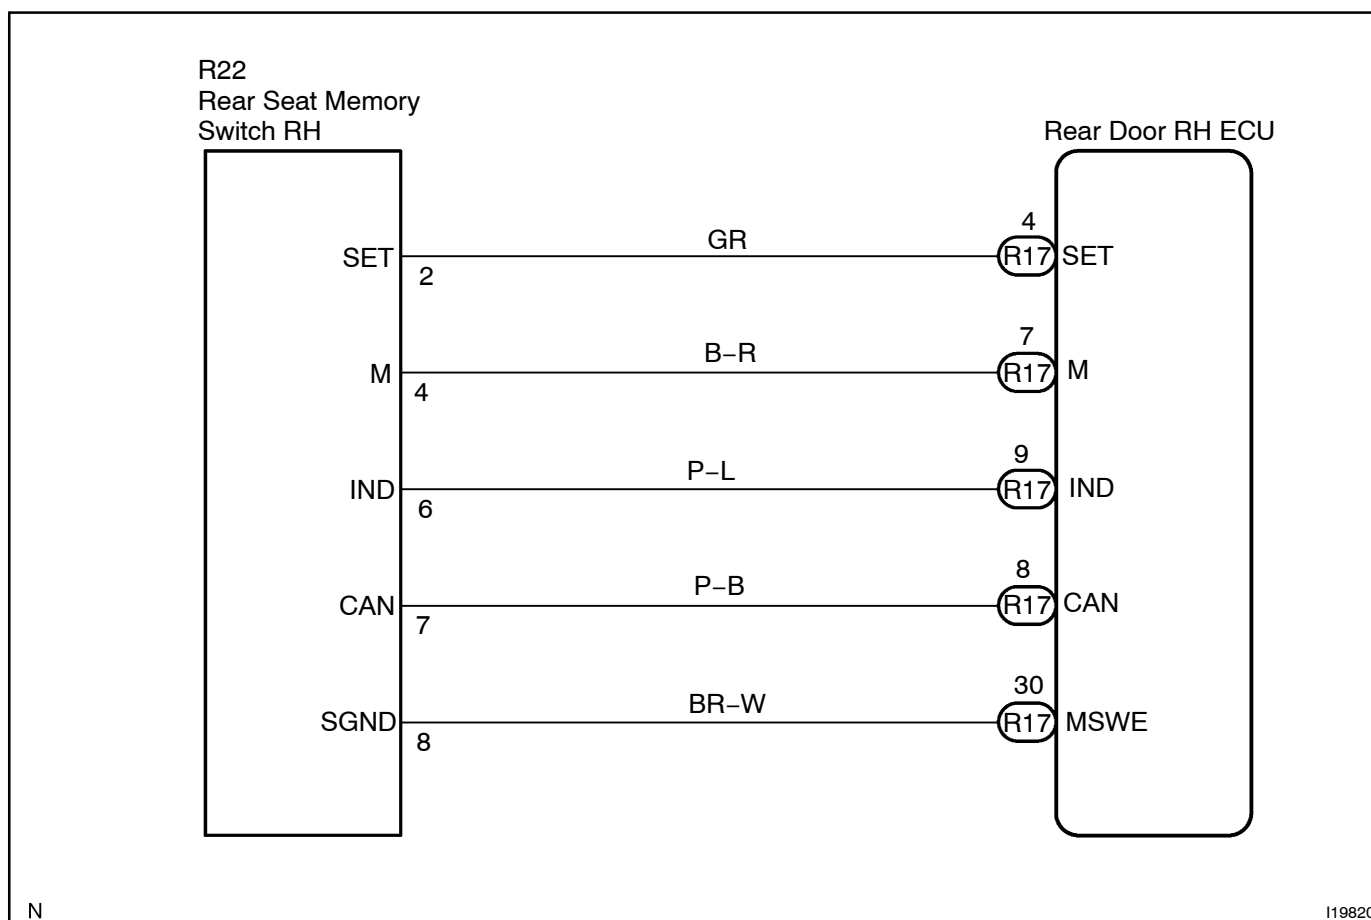 R22
Rear Seat Memory
Switch RH
Rear Door RH ECU
SET
2
GR
4
R17
SET
M
4
B−R
7
R17
M
IND
6
P−L
9
R17
IND
CAN
7
P−B
8
R17
CAN
SGND
8
BR−W
30
R17
MSWE
N
I19820